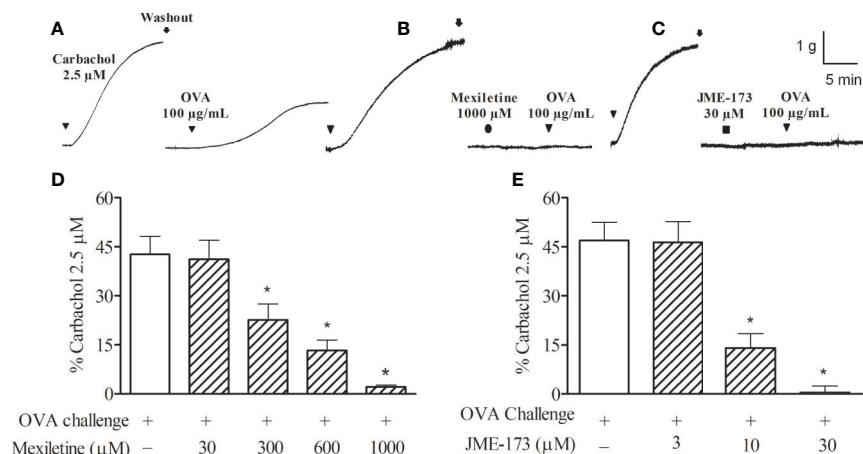 A
B
C
Washout
Carbachol
2.5 µM
OVA
100 µg/mL
Mexiletine
1000 µM
OVA
100 µg/mL
JME-173
30 µM
OVA
100 µg/mL
1 g
5 min
D
% Carbachol 2.5 µM
60
45
30
15
0
* * *
OVA challenge + + + + +
Mexiletine (µM) – 30 300 600 1000
E
% Carbachol 2.5 µM
60
45
30
15
0
* *
OVA Challenge + + + +
JME-173 (µM) – 3 10 30